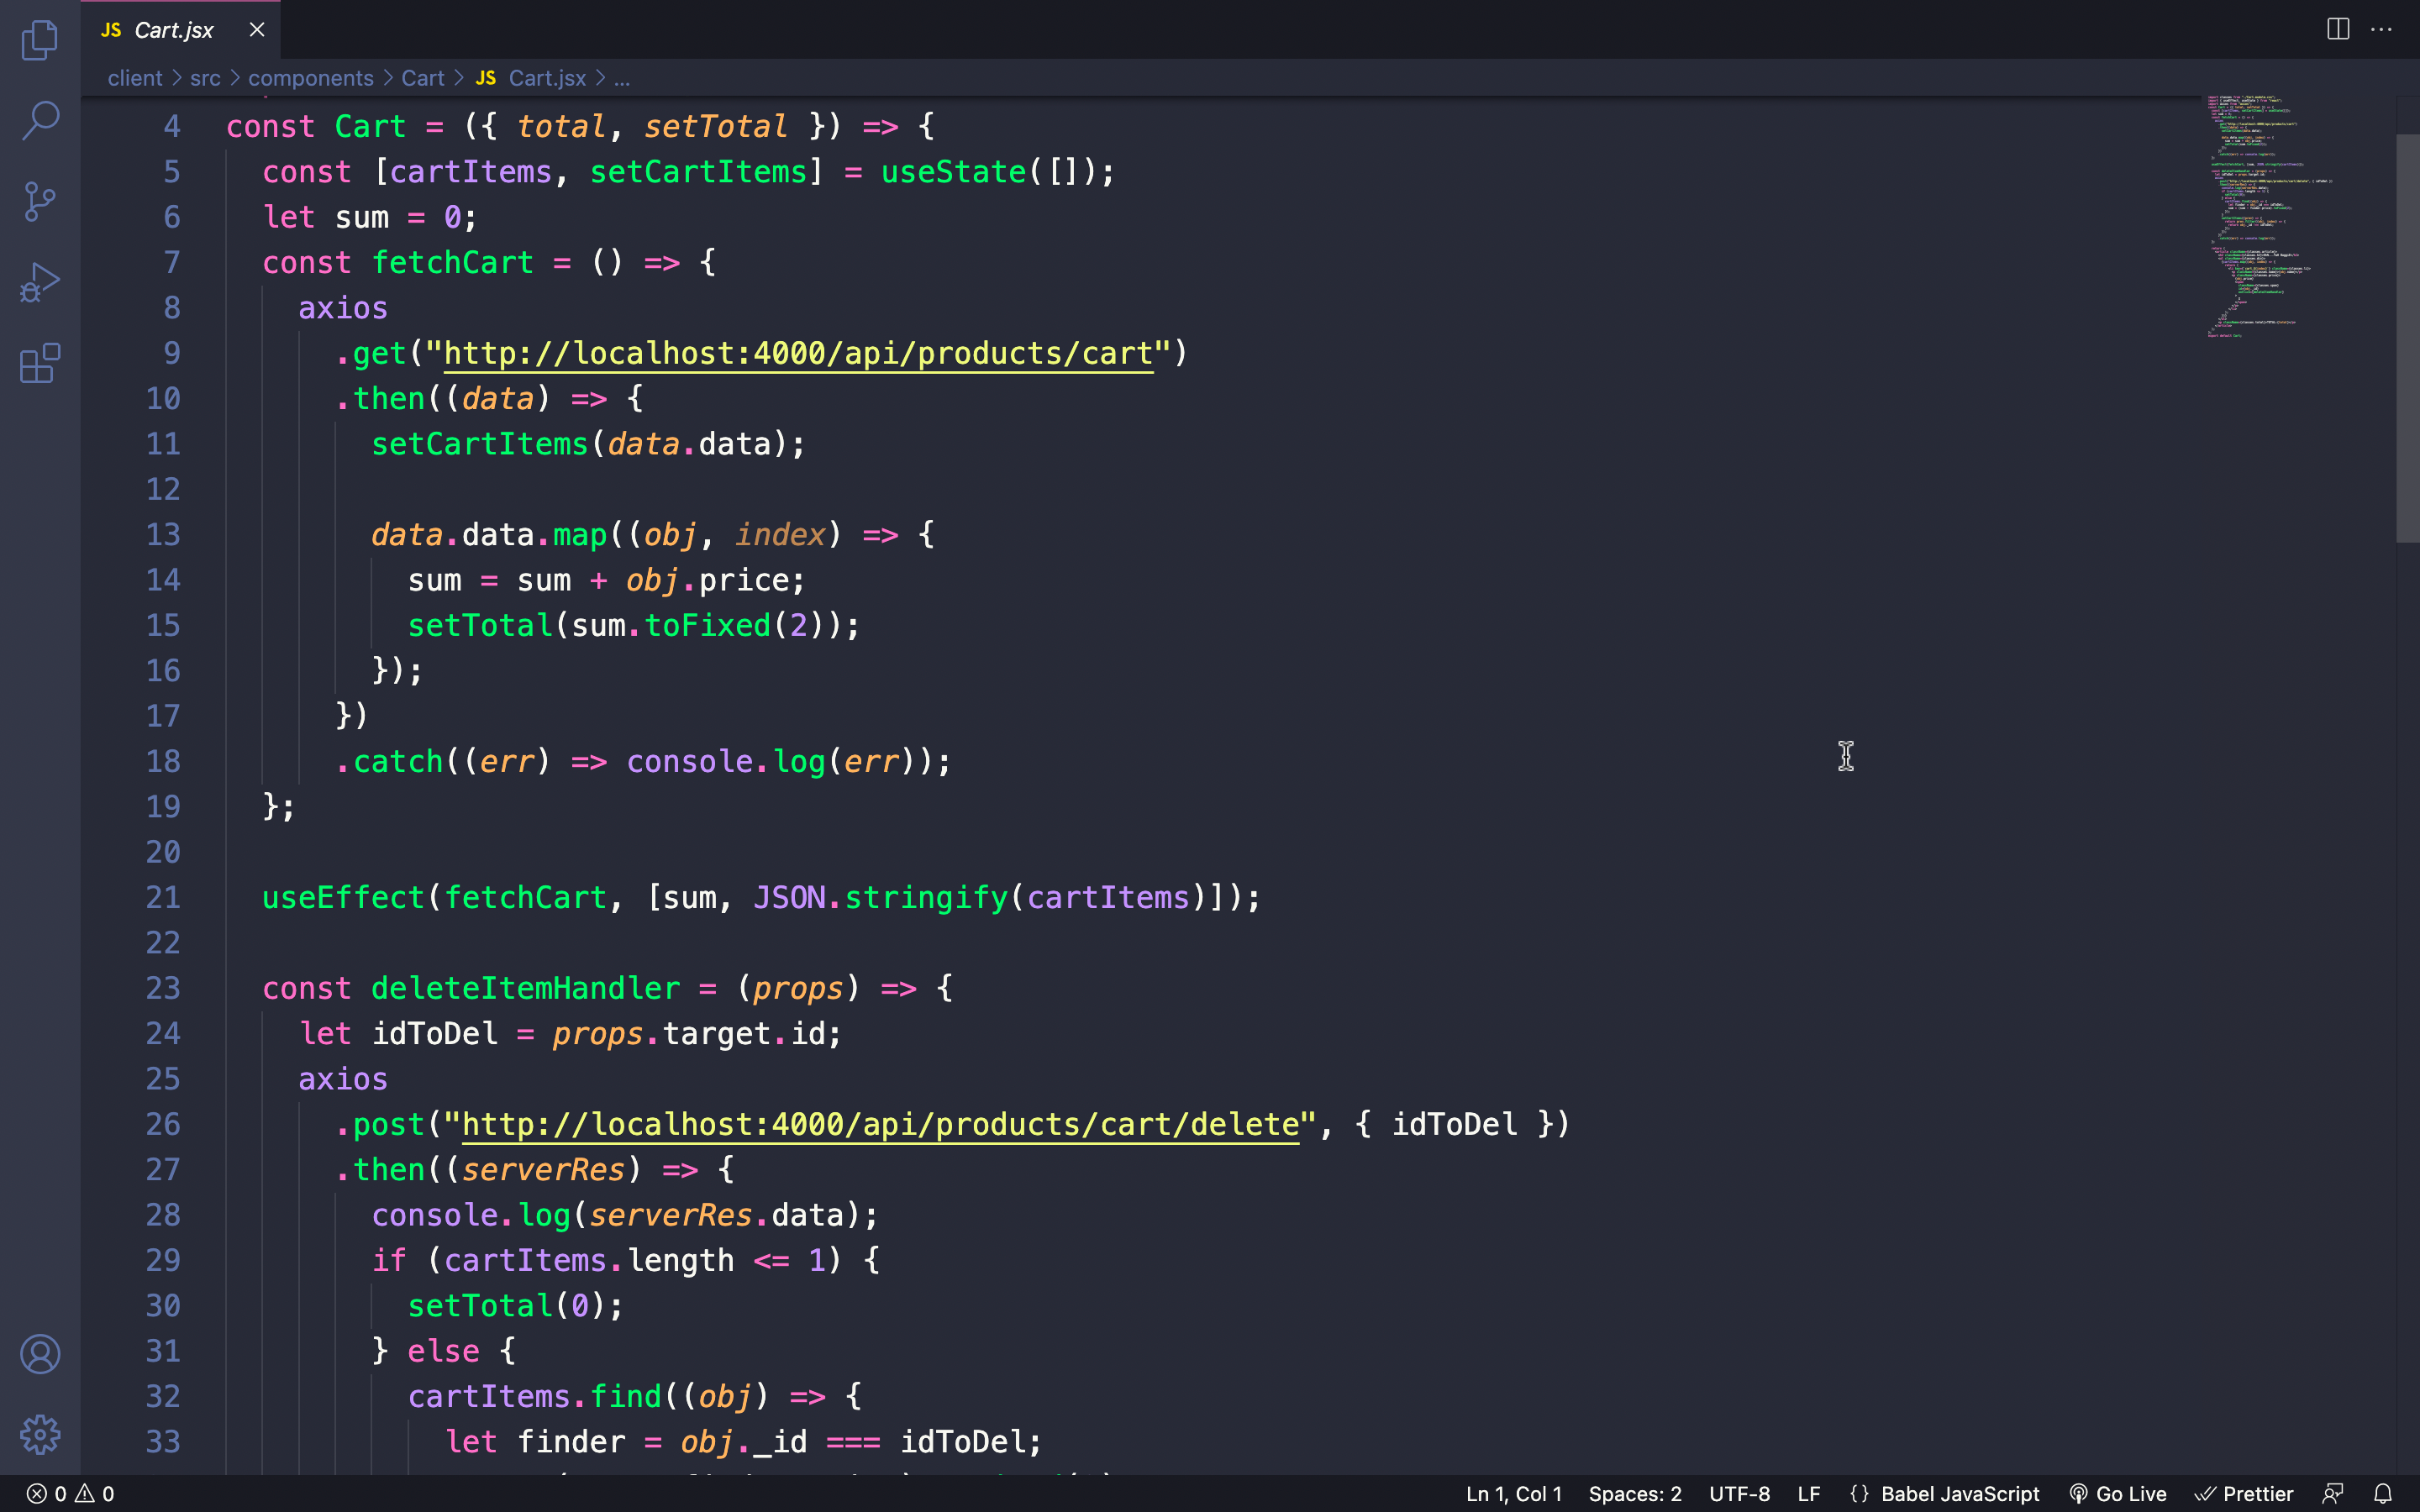 JS Cart.jsx
client > src > components > Cart > JS Cart.jsx > ...
4 const Cart = ({ total, setTotal }) => {
5 const [cartItems, setCartItems] = useState([]);
6 let sum = 0;
7 const fetchCart = () => {
8 axios
9 .get("http://localhost:4000/api/products/cart")
10 .then((data) => {
11 setCartItems(data.data);
12
13 data.data.map((obj, index) => {
14 sum = sum + obj.price;
15 setTotal(sum.toFixed(2));
16 });
17 })
18 .catch((err) => console.log(err));
19 };
20
21 useEffect(fetchCart, [sum, JSON.stringify(cartItems)]);
22
23 const deleteItemHandler = (props) => {
24 let idToDel = props.target.id;
25 axios
26 .post("http://localhost:4000/api/products/cart/delete", { idToDel })
27 .then((serverRes) => {
28 console.log(serverRes.data);
29 if (cartItems.length <= 1) {
30 setTotal(0);
31 } else {
32 cartItems.find((obj) => {
33 let finder = obj._id === idToDel;
0 0 Ln 1, Col 1 Spaces: 2 UTF-8 LF {} Babel JavaScript Go Live Prettier